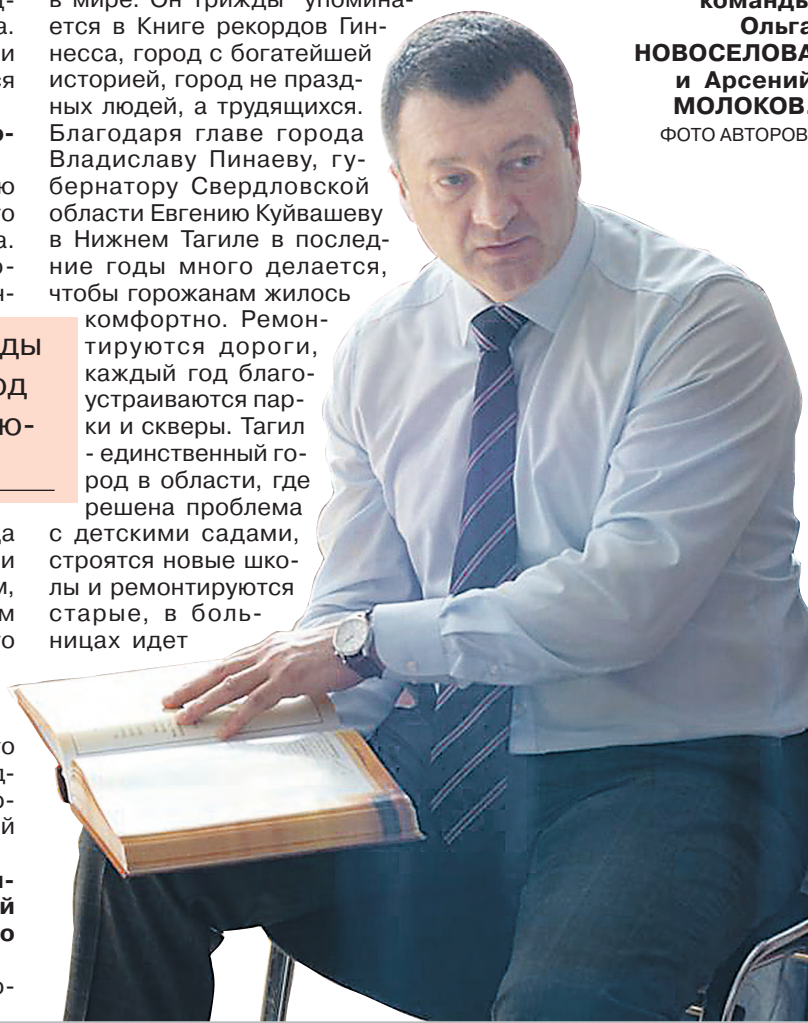 в мире. Он трижды упомина-
ется в Книге рекордов Гин-
несса, город с богатейшей
историей, город не празд-
ных людей, а трудящихся.
Благодаря главе города
Владиславу Пинаеву, гу-
бернатору Свердловской
области Евгению Куйвашеву
в Нижнем Тагиле в послед-
ние годы много делается,
чтобы горожанам жилось
комфортно. Ремон-
тируются дороги,
каждый год благо-
устраиваются пар-
ки и скверы. Тагил
- единственный го-
род в области, где
решена проблема
с детскими садами,
строятся новые шко-
лы и ремонтируются
старые, в боль-
ницах идет
ды
од
ю-
команды
Ольга
НОВОСЕЛОВА
и Арсений
МОЛОКОВ.
ФОТО АВТОРОВ